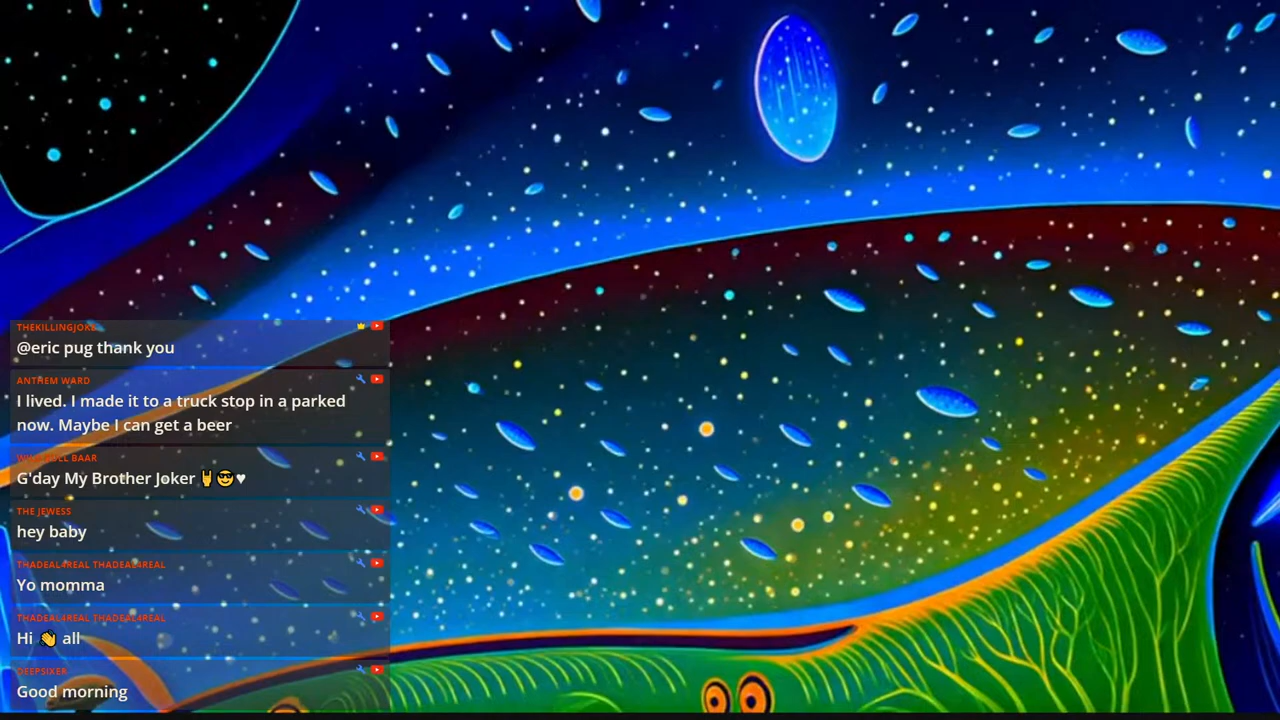 THEKILLINGJOKE
@eric pug thank you
ANTHEM WARD
I lived. I made it to a truck stop in a parked
now. Maybe I can get a beer
BAAR
G'day My Brother Joker 🤘😎♥
THE JEWESS
hey baby
THADEAL4REAL THADEAL4REAL
Yo momma
THADEAL4REAL THADEAL4REAL
Hi 👋 all
DEEPSIXER
Good morning